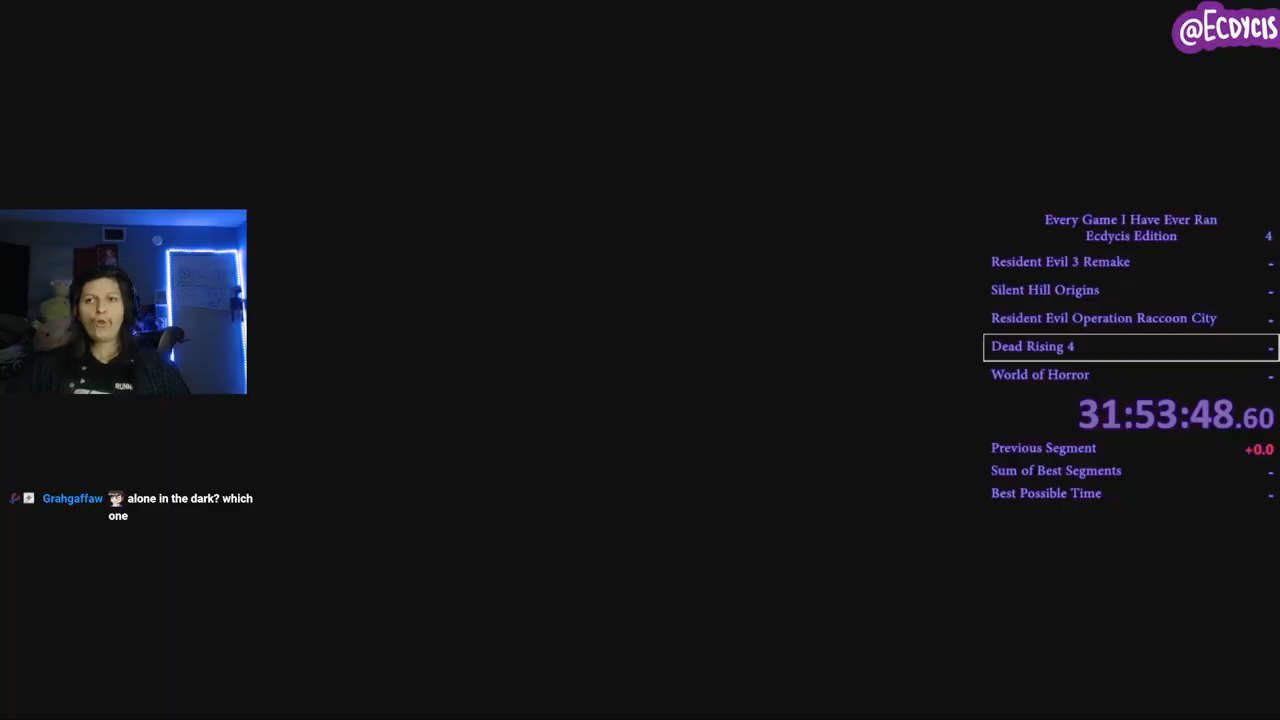 @ECDYCIS
Every Game I Have Ever Ran
Ecdycis Edition 4
Resident Evil 3 Remake -
Silent Hill Origins -
Resident Evil Operation Raccoon City -
Dead Rising 4 -
World of Horror -
31:53:48.60
Previous Segment +0.0
Sum of Best Segments -
Best Possible Time -
RUNN
Grahgaffaw alone in the dark? which
one